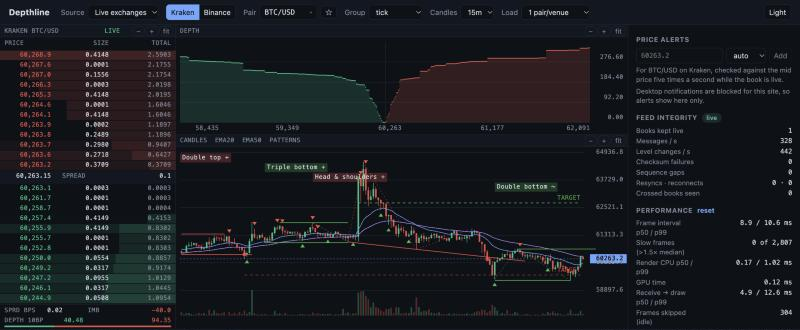 Depthline Source Live exchanges Kraken Binance Pair BTC/USD ☆ Group tick Candles 15m Load 1 pair/venue Light
KRAKEN BTC/USD LIVE − + fit
PRICE SIZE TOTAL
60,268.9 0.4148 2.5903
60,267.6 0.0001 2.1755
60,267.0 0.1556 2.1754
60,266.3 0.0003 2.0198
60,265.3 0.4148 2.0195
60,264.6 0.0001 1.6046
60,264.1 0.4148 1.6045
60,263.9 0.0002 1.1897
60,263.8 0.2489 1.1896
60,263.7 0.2980 0.9407
60,263.6 0.2718 0.6427
60,263.2 0.3709 0.3709
60,263.15 SPREAD 0.1
60,263.1 0.0003 0.0003
60,261.7 0.0001 0.0003
60,258.7 0.0001 0.0004
60,257.4 0.4149 0.4153
60,255.9 0.4149 0.8302
60,255.7 0.0001 0.8302
60,252.8 0.0001 0.8303
60,250.0 0.0554 0.8857
60,249.2 0.0317 0.9174
60,247.2 0.0955 1.0129
60,246.1 0.0317 1.0446
60,244.9 0.0508 1.0954
SPRD BPS 0.02 IMB −40.0
DEPTH 10BP 40.48 94.35
DEPTH − + fit
276.60
184.40
92.20
0.00
58,435 59,349 60,263 61,177 62,091
CANDLES EMA20 EMA50 PATTERNS − + fit
Double top +
Triple bottom +
Head & shoulders +
Double bottom ~
TARGET
64936.8
63729.0
62521.1
61313.3
60263.2
58897.6
PRICE ALERTS
60263.2 auto Add
For BTC/USD on Kraken, checked against the mid
price five times a second while the book is live.
Desktop notifications are blocked for this site, so
alerts show here only.
FEED INTEGRITY live
Books kept live 1
Messages / s 328
Level changes / s 442
Checksum failures 0
Sequence gaps 0
Resyncs · reconnects 0 · 0
Crossed books seen 0
PERFORMANCE reset
Frame interval 8.9 / 10.6 ms
p50 / p99
Slow frames 0 of 2,807
(>1.5× median)
Render CPU p50 / 0.17 / 1.02 ms
p99
GPU time 0.12 ms
Receive → draw 4.9 / 12.6 ms
p50 / p99
Frames skipped 304
(idle)